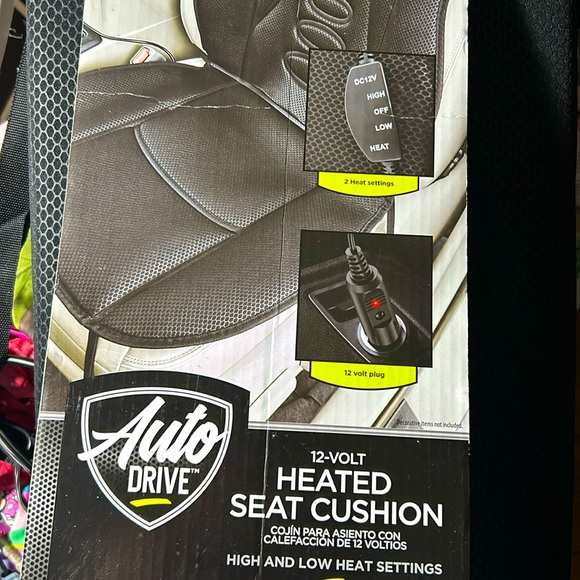 DC12V
HIGH
OFF
LOW
HEAT
2 Heat settings
12 volt plug
Decorative items not included.
Auto
DRIVE™
12-VOLT
HEATED
SEAT CUSHION
COJÍN PARA ASIENTO CON
CALEFACCIÓN DE 12 VOLTIOS
HIGH AND LOW HEAT SETTINGS